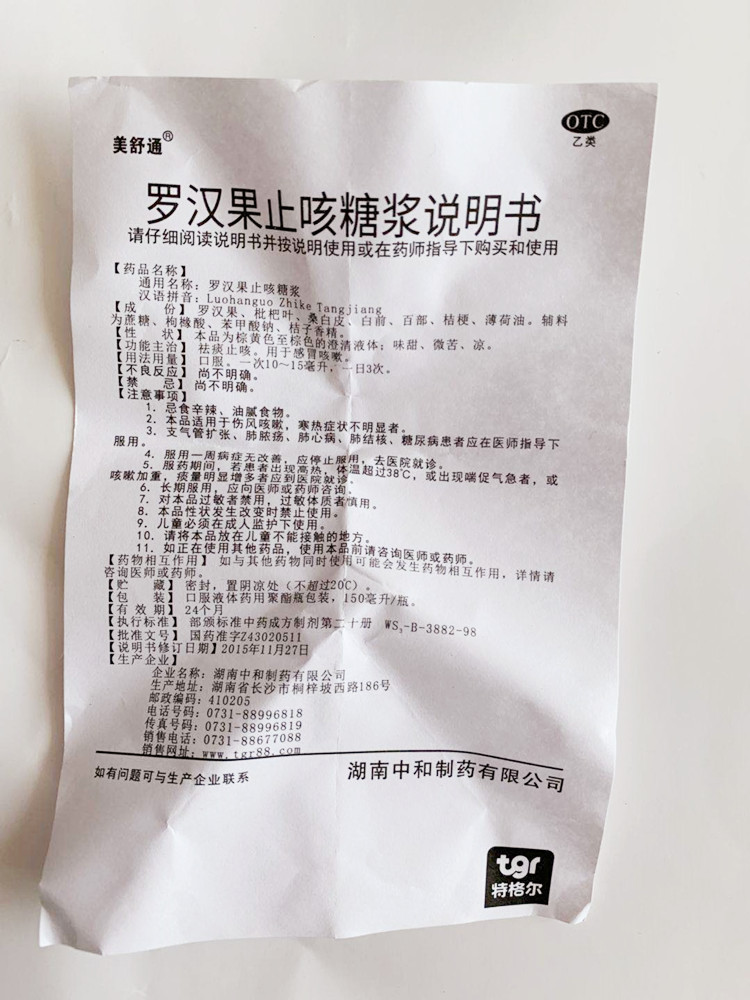 美舒通®
OTC
乙类
罗汉果止咳糖浆说明书
请仔细阅读说明书并按说明使用或在药师指导下购买和使用
【药品名称】
通用名称：罗汉果止咳糖浆
汉语拼音：Luohanguo Zhike Tangjiang
【成　　份】 罗汉果、枇杷叶、桑白皮、白前、百部、桔梗、薄荷油。辅料
为蔗糖、枸橼酸、苯甲酸钠、桔子香精。
【性　　状】 本品为棕黄色至棕色的澄清液体；味甜、微苦、凉。
【功能主治】 祛痰止咳。用于感冒咳嗽。
【用法用量】 口服。一次10～15毫升，一日3次。
【不良反应】 尚不明确。
【禁　　忌】 尚不明确。
【注意事项】
1. 忌食辛辣、油腻食物。
2. 本品适用于伤风咳嗽，寒热症状不明显者。
3. 支气管扩张、肺脓疡、肺心病、肺结核、糖尿病患者应在医师指导下
服用。
4. 服用一周病症无改善，应停止服用，去医院就诊。
5. 服药期间，若患者出现高热，体温超过38℃，或出现喘促气急者，或
咳嗽加重，痰量明显增多者应到医院就诊。
6. 长期服用，应向医师或药师咨询。
7. 对本品过敏者禁用，过敏体质者慎用。
8. 本品性状发生改变时禁止使用。
9. 儿童必须在成人监护下使用。
10. 请将本品放在儿童不能接触的地方。
11. 如正在使用其他药品，使用本品前请咨询医师或药师。
【药物相互作用】 如与其他药物同时使用可能会发生药物相互作用，详情请
咨询医师或药师。
【贮　　藏】 密封，置阴凉处（不超过20℃）。
【包　　装】 口服液体药用聚酯瓶包装，150毫升/瓶。
【有 效 期】 24个月
【执行标准】 部颁标准中药成方制剂第二十册　WS₃-B-3882-98
【批准文号】 国药准字Z43020511
【说明书修订日期】2015年11月27日
【生产企业】
企业名称：湖南中和制药有限公司
生产地址：湖南省长沙市桐梓坡西路186号
邮政编码：410205
电话号码：0731-88996818
传真号码：0731-88996819
销售电话：0731-88677088
销售网址：www.tgr88.com
如有问题可与生产企业联系
湖南中和制药有限公司
tgr
特格尔